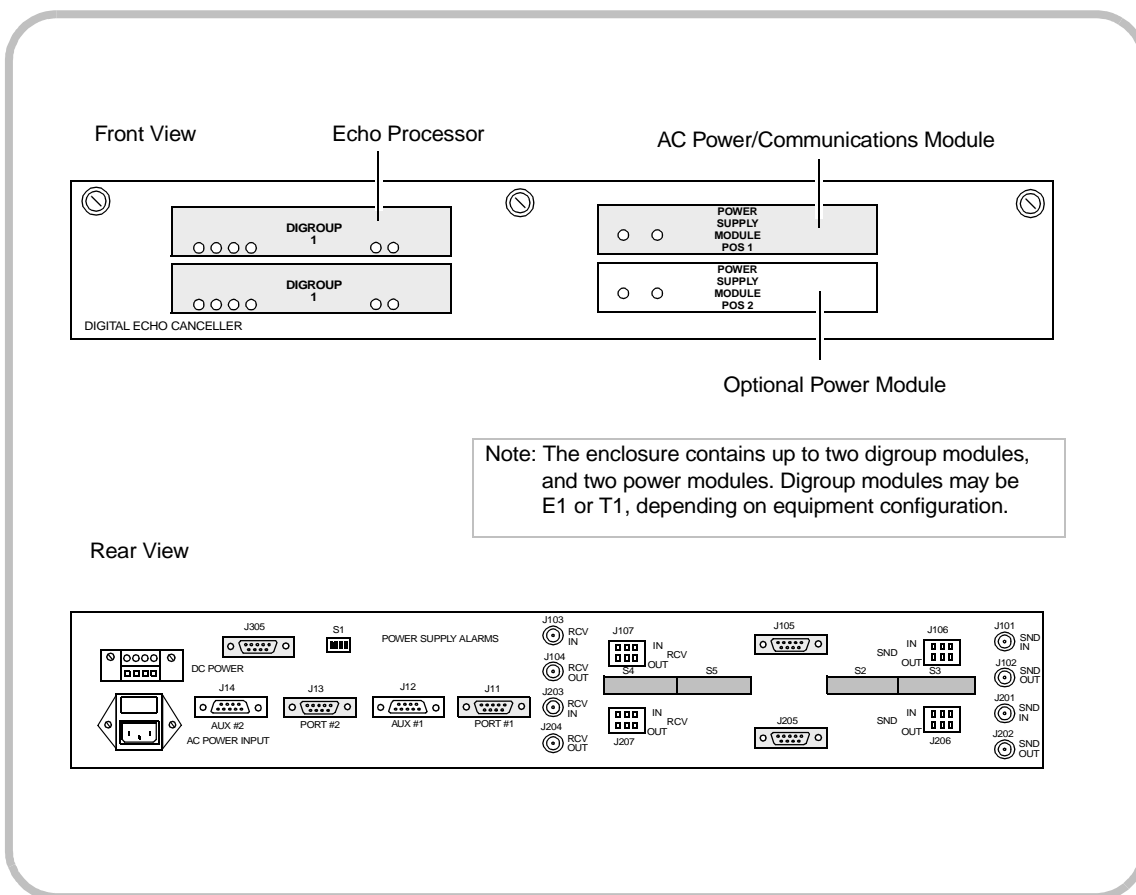 Front View
Echo Processor
AC Power/Communications Module
DIGROUP
1
DIGROUP
1
POWER
SUPPLY
MODULE
POS 1
POWER
SUPPLY
MODULE
POS 2
DIGITAL ECHO CANCELLER
Optional Power Module
Note: The enclosure contains up to two digroup modules,
and two power modules. Digroup modules may be
E1 or T1, depending on equipment configuration.
Rear View
J305
S1
POWER SUPPLY ALARMS
DC POWER
J14
AUX #2
J13
PORT #2
J12
AUX #1
J11
PORT #1
AC POWER INPUT
J103
RCV
IN
J104
RCV
OUT
J203
RCV
IN
J204
RCV
OUT
J107
IN
RCV
OUT
S4
S5
IN
RCV
OUT
J207
J105
J205
J106
IN
SND
OUT
S2
S3
IN
SND
OUT
J206
J101
SND
IN
J102
SND
OUT
J201
SND
IN
J202
SND
OUT